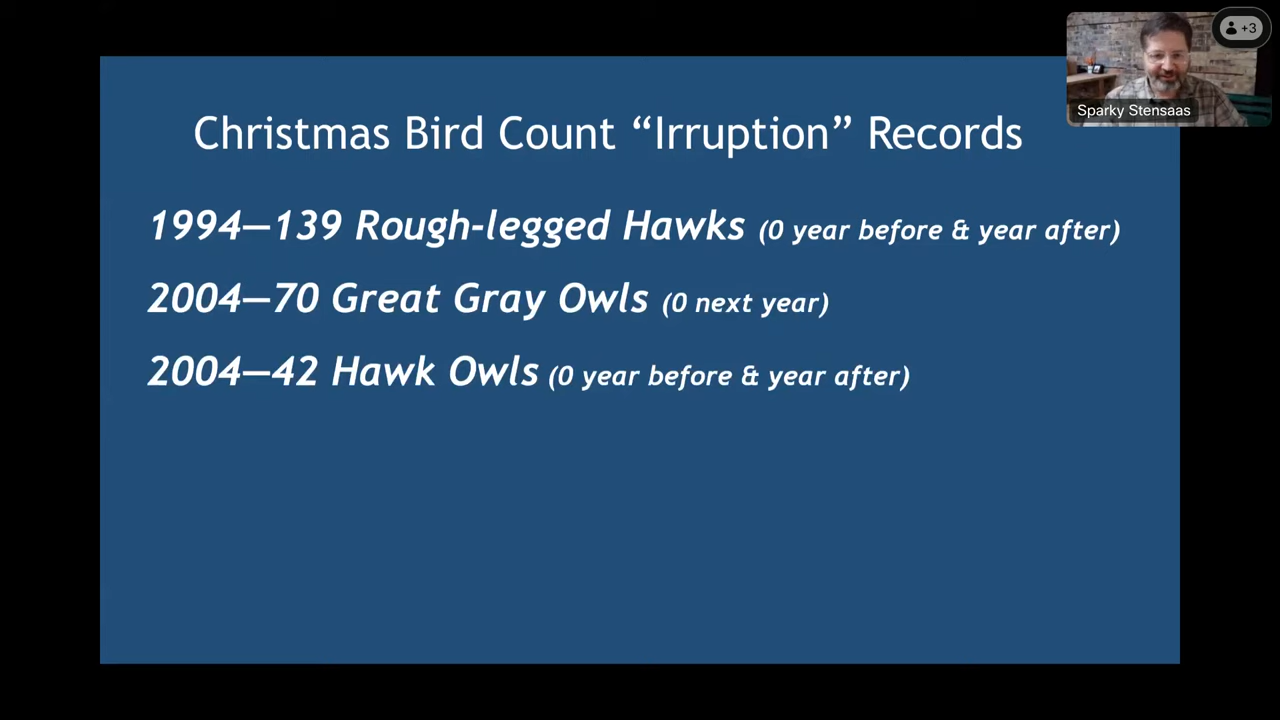 +3
Sparky Stensaas
Christmas Bird Count “Irruption” Records
1994—139 Rough-legged Hawks (0 year before & year after)
2004—70 Great Gray Owls (0 next year)
2004—42 Hawk Owls (0 year before & year after)